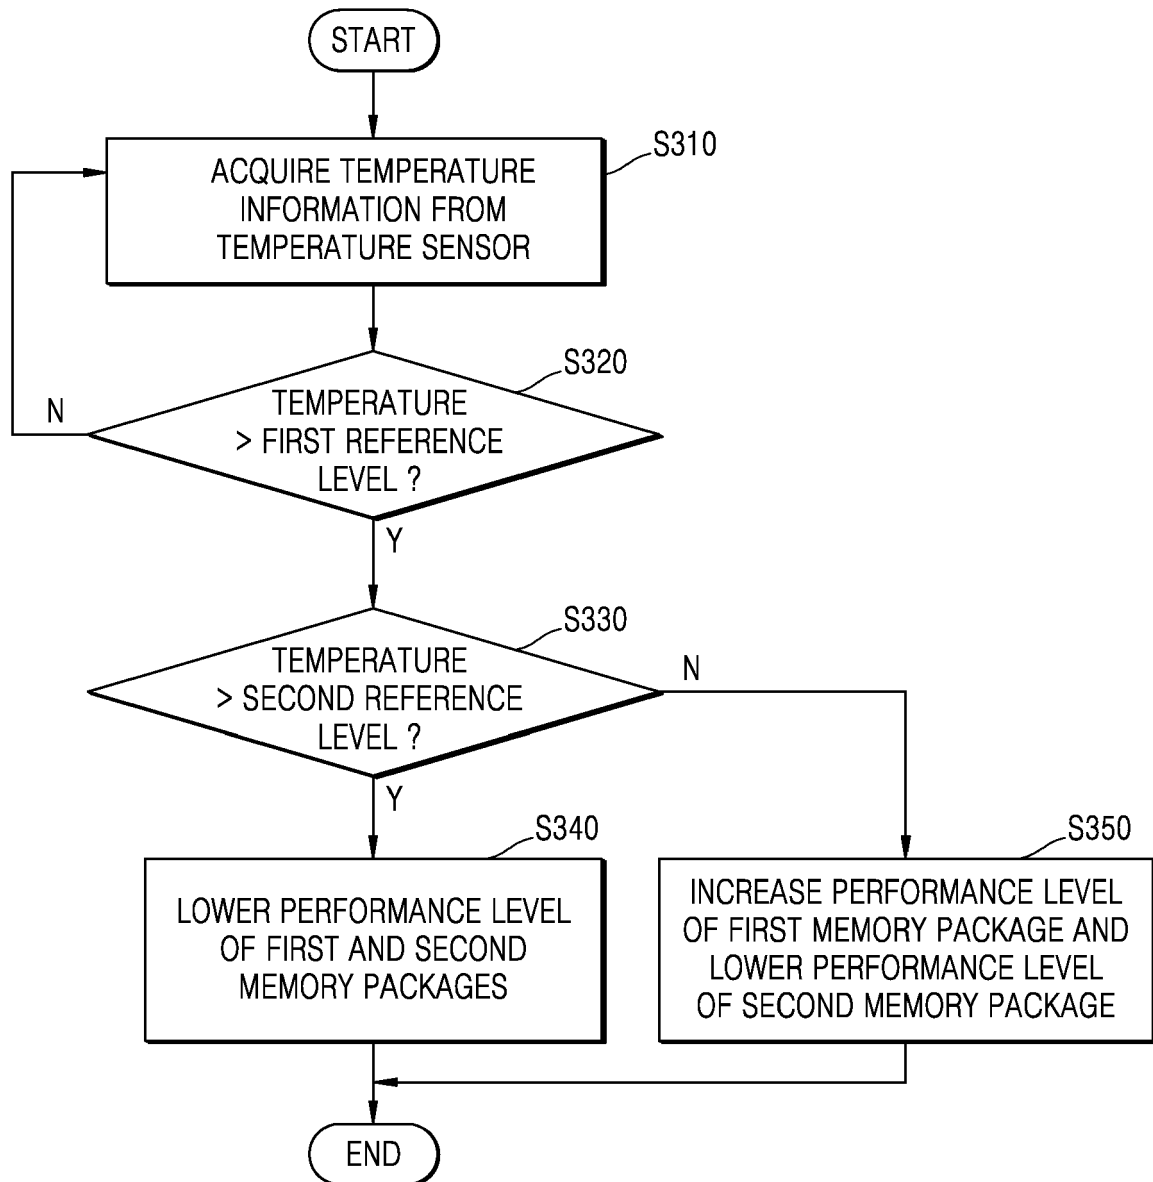 START
S310
ACQUIRE TEMPERATURE
INFORMATION FROM
TEMPERATURE SENSOR
S320
TEMPERATURE
> FIRST REFERENCE
LEVEL ?
N
Y
S330
TEMPERATURE
> SECOND REFERENCE
LEVEL ?
N
Y
S340
LOWER PERFORMANCE LEVEL
OF FIRST AND SECOND
MEMORY PACKAGES
S350
INCREASE PERFORMANCE LEVEL
OF FIRST MEMORY PACKAGE AND
LOWER PERFORMANCE LEVEL
OF SECOND MEMORY PACKAGE
END